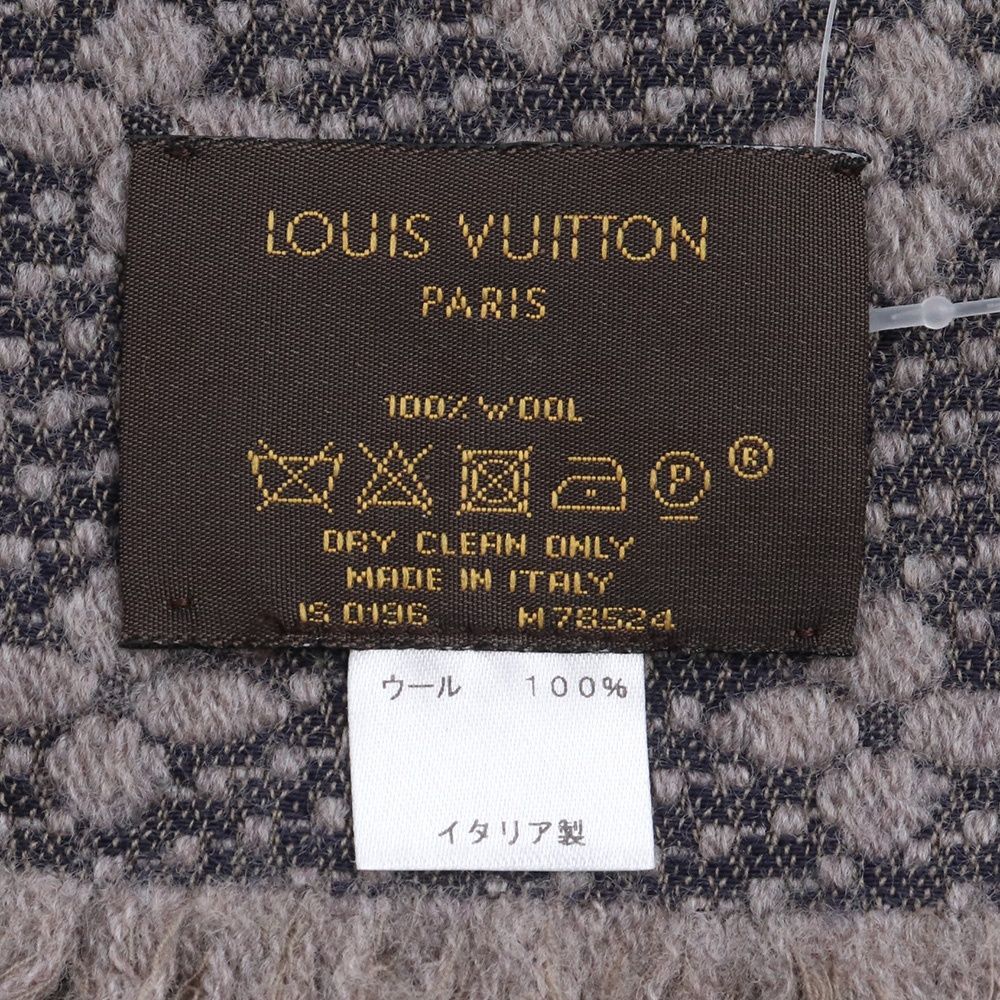 LOUIS VUITTON
PARIS
100% WOOL
P ®
DRY CLEAN ONLY
MADE IN ITALY
IS 0196 M78524
ウール 100%
イタリア製